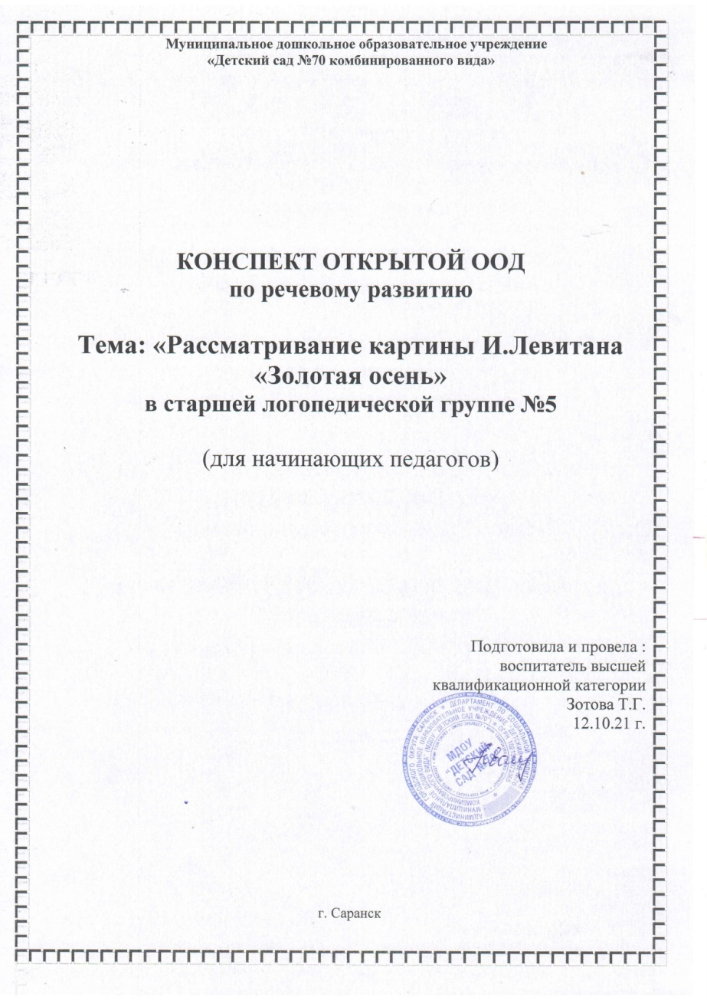 Муниципальное дошкольное образовательное учреждение
«Детский сад №70 комбинированного вида»
КОНСПЕКТ ОТКРЫТОЙ ООД
по речевому развитию
Тема: «Рассматривание картины И.Левитана
«Золотая осень»
в старшей логопедической группе №5
(для начинающих педагогов)
Подготовила и провела :
воспитатель высшей
квалификационной категории
Зотова Т.Г.
12.10.21 г.
МДОУ
"ДЕТСКИЙ
САД
г. Саранск